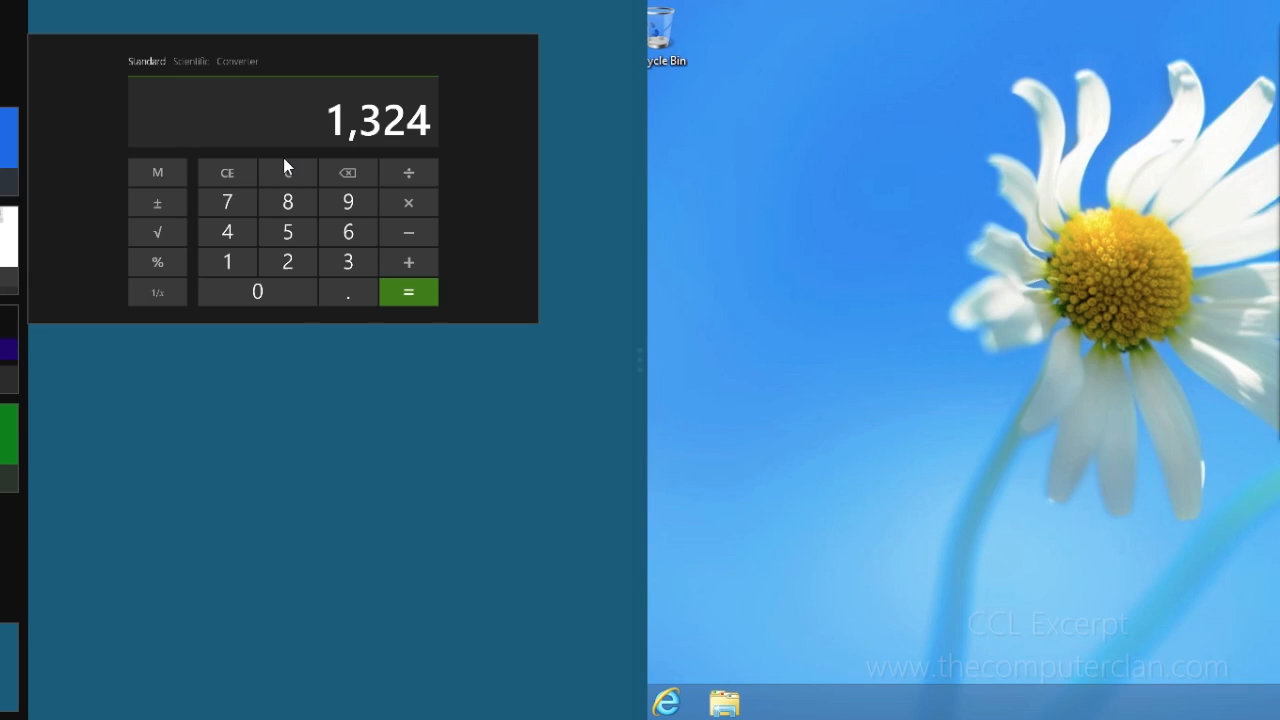 Standard Scientific Converter
1,324
M CE ÷
± 7 8 9 ×
√ 4 5 6 −
% 1 2 3 +
1/x 0 . =
ycle Bin
CCL Excerpt
www.thecomputerclan.com